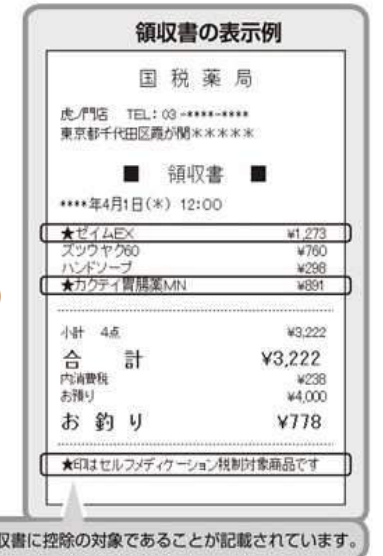 領収書の表示例
国税薬局
虎ノ門店 TEL:03-****-****
東京都千代田区霞が関*****
■ 領収書 ■
****年4月1日(*) 12:00
★ゼイムEX ¥1,273
ズツウヤク60 ¥760
ハンドソープ ¥298
★カクテイ胃腸薬MN ¥891
小計 4点 ¥3,222
合計 ¥3,222
内消費税 ¥238
お預り ¥4,000
お釣り ¥778
★印はセルフメディケーション税制対象商品です
収書に控除の対象であることが記載されています。